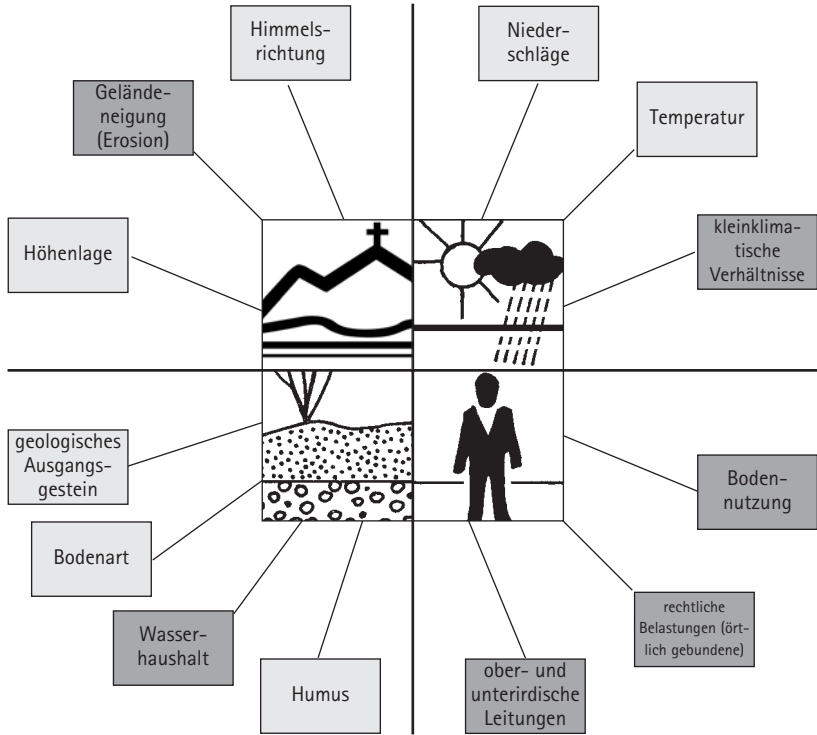 Himmels-
richtung
Nieder-
schläge
Gelände-
neigung
(Erosion)
Temperatur
Höhenlage
kleinklima-
tische
Verhältnisse
geologisches
Ausgangs-
gestein
Boden-
nutzung
Bodenart
Wasser-
haushalt
Humus
ober- und
unterirdische
Leitungen
rechtliche
Belastungen (ört-
lich gebundene)